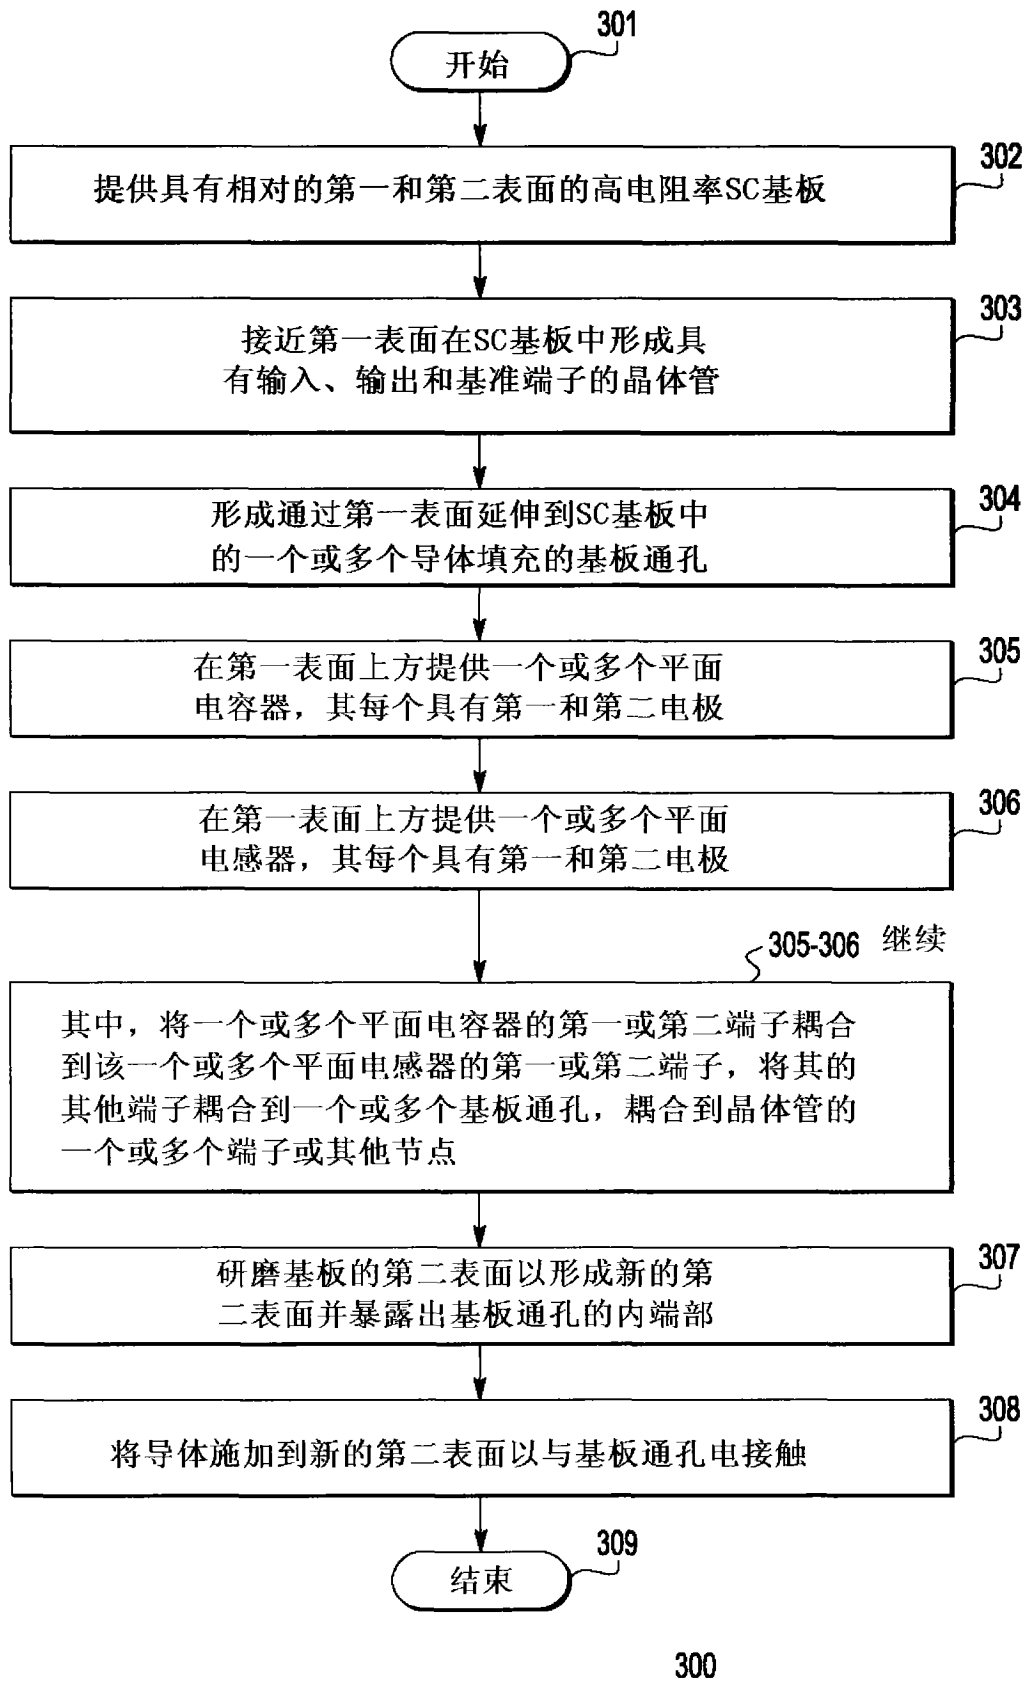 301
开始
302
提供具有相对的第一和第二表面的高电阻率SC基板
303
接近第一表面在SC基板中形成具
有输入、输出和基准端子的晶体管
304
形成通过第一表面延伸到SC基板中
的一个或多个导体填充的基板通孔
305
在第一表面上方提供一个或多个平面
电容器，其每个具有第一和第二电极
306
在第一表面上方提供一个或多个平面
电感器，其每个具有第一和第二电极
305-306 继续
其中，将一个或多个平面电容器的第一或第二端子耦合
到该一个或多个平面电感器的第一或第二端子，将其的
其他端子耦合到一个或多个基板通孔，耦合到晶体管的
一个或多个端子或其他节点
307
研磨基板的第二表面以形成新的第
二表面并暴露出基板通孔的内端部
308
将导体施加到新的第二表面以与基板通孔电接触
309
结束
300